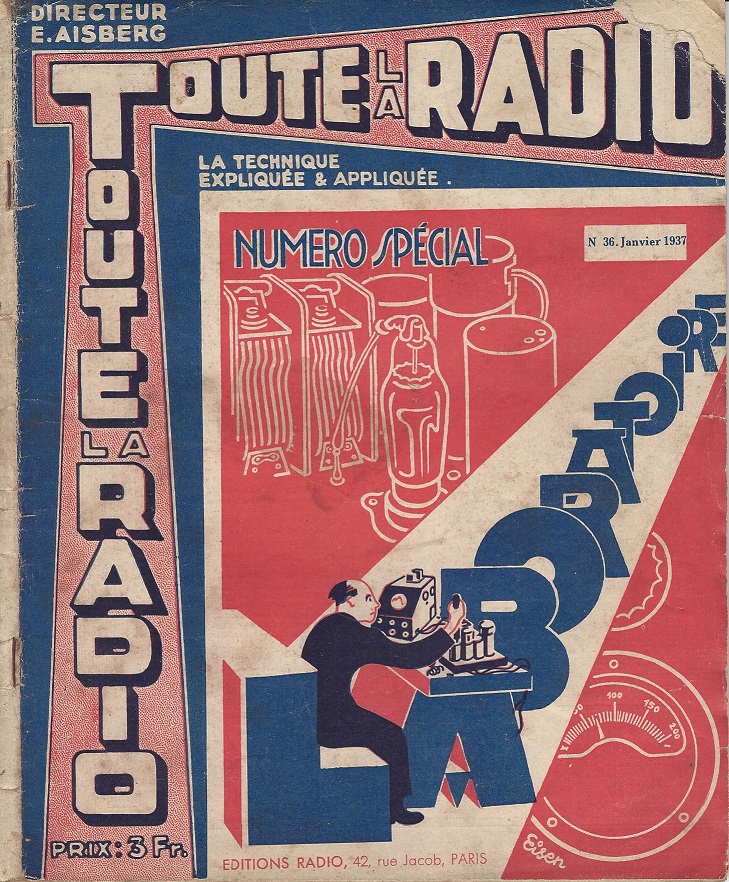 DIRECTEUR
E. AISBERG
TOUTE LA RADIO
LA TECHNIQUE
EXPLIQUÉE & APPLIQUÉE.
TOUTE LA RADIO
NUMERO SPÉCIAL
N 36. Janvier 1937
LABORATOIRE
50 100 150 200
Eisen
PRIX: 3 Fr.
EDITIONS RADIO, 42, rue Jacob, PARIS